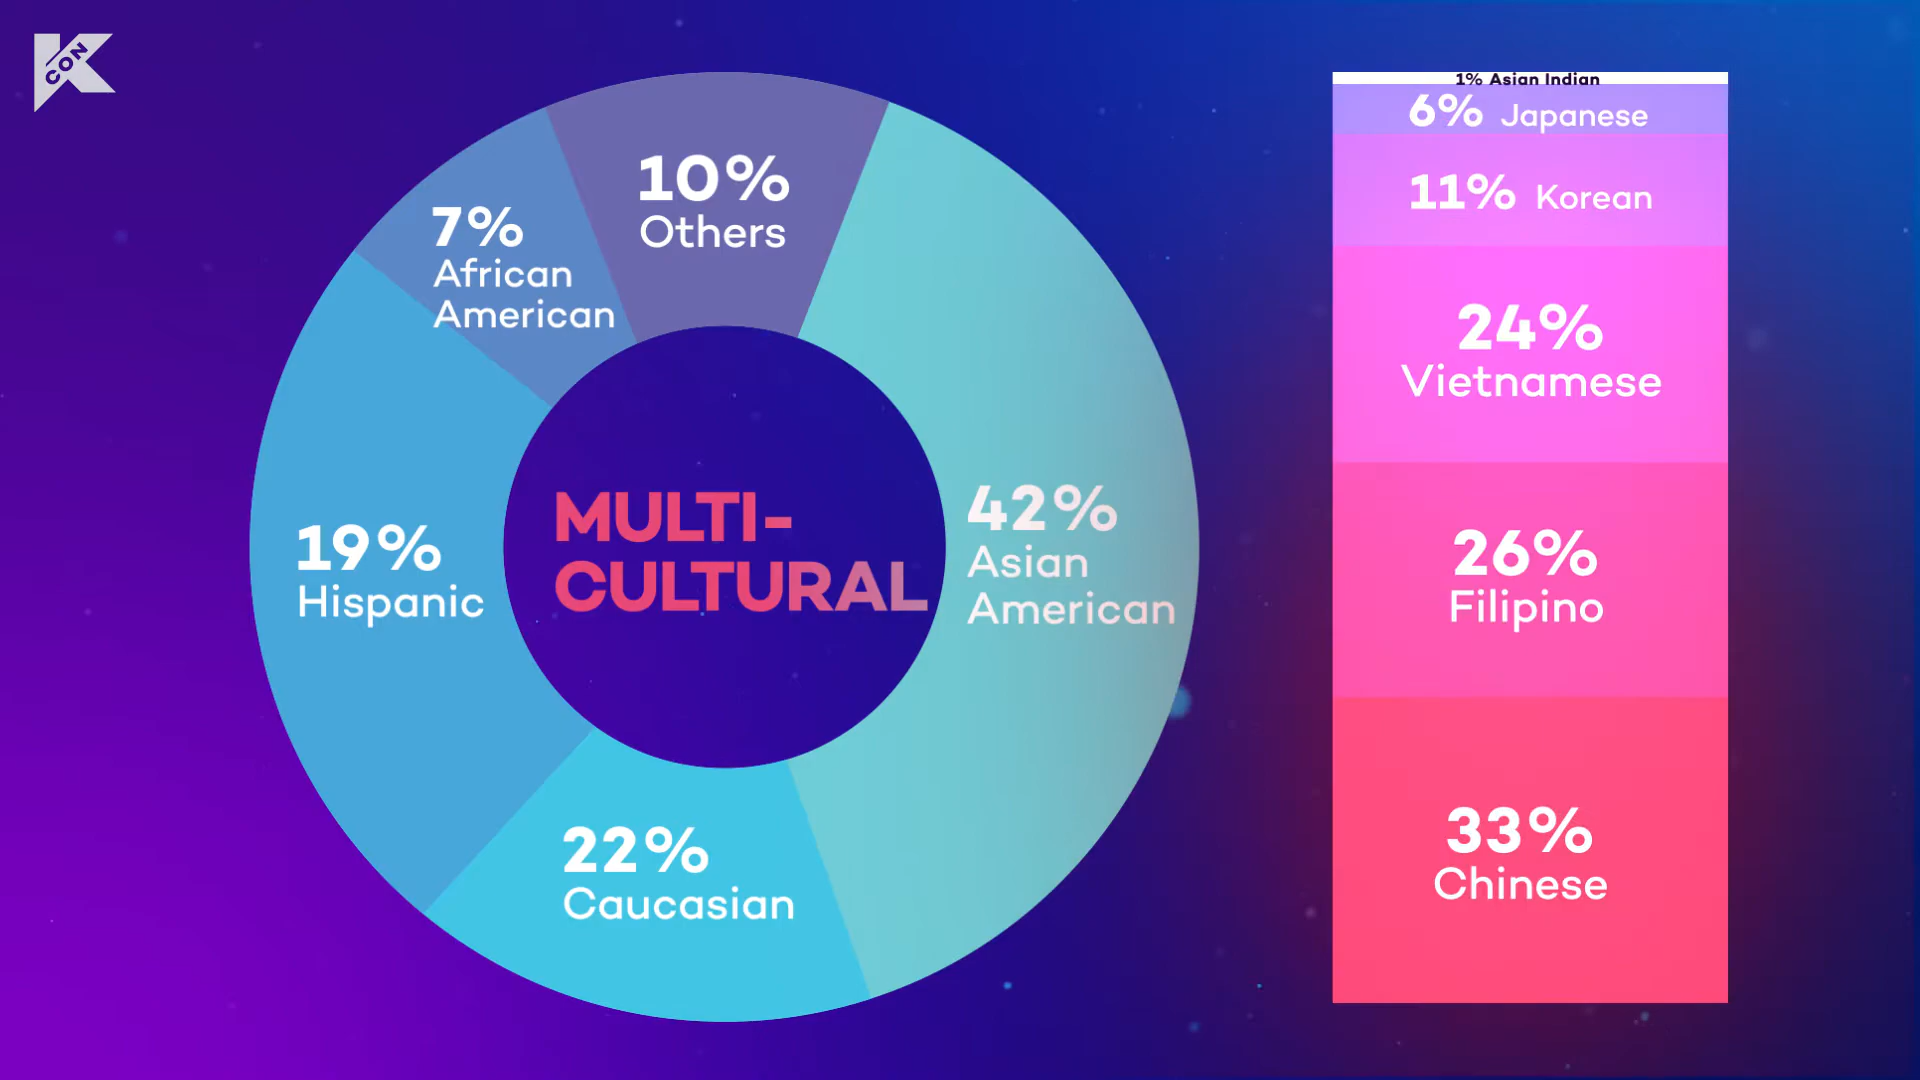 K CON
10%
Others
7%
African
American
42%
Asian
American
19%
Hispanic
22%
Caucasian
MULTI-
CULTURAL
1% Asian Indian
6% Japanese
11% Korean
24%
Vietnamese
26%
Filipino
33%
Chinese